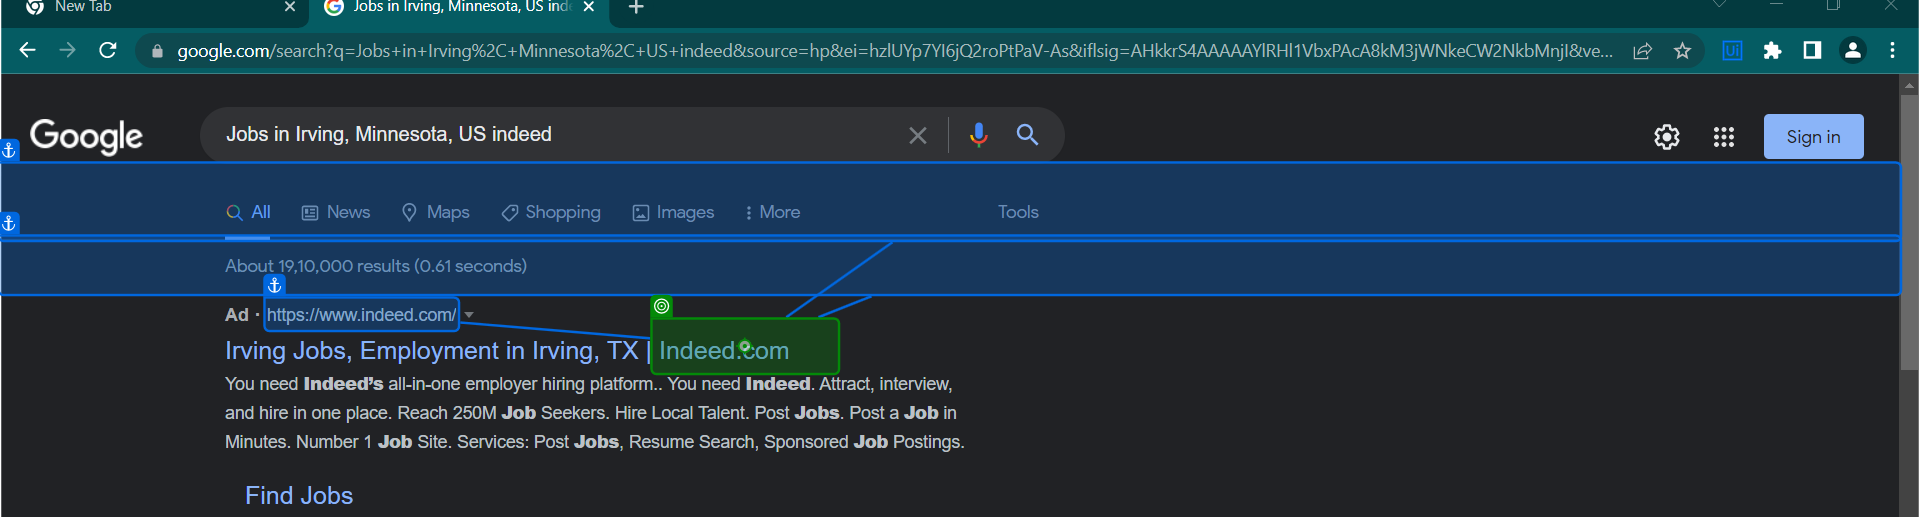 New Tab
Jobs in Irving, Minnesota, US ind
google.com/search?q=Jobs+in+Irving%2C+Minnesota%2C+US+indeed&source=hp&ei=hzlUYp7YI6jQ2roPtPaV-As&iflsig=AHkkrS4AAAAAYlRHl1VbxPAcA8kM3jWNkeCW2NkbMnjI&ve...
Ui
Google
Jobs in Irving, Minnesota, US indeed
Sign in
All News Maps Shopping Images More Tools
About 19,10,000 results (0.61 seconds)
Ad · https://www.indeed.com/
Irving Jobs, Employment in Irving, TX | Indeed.com
You need Indeed's all-in-one employer hiring platform.. You need Indeed. Attract, interview,
and hire in one place. Reach 250M Job Seekers. Hire Local Talent. Post Jobs. Post a Job in
Minutes. Number 1 Job Site. Services: Post Jobs, Resume Search, Sponsored Job Postings.
Find Jobs